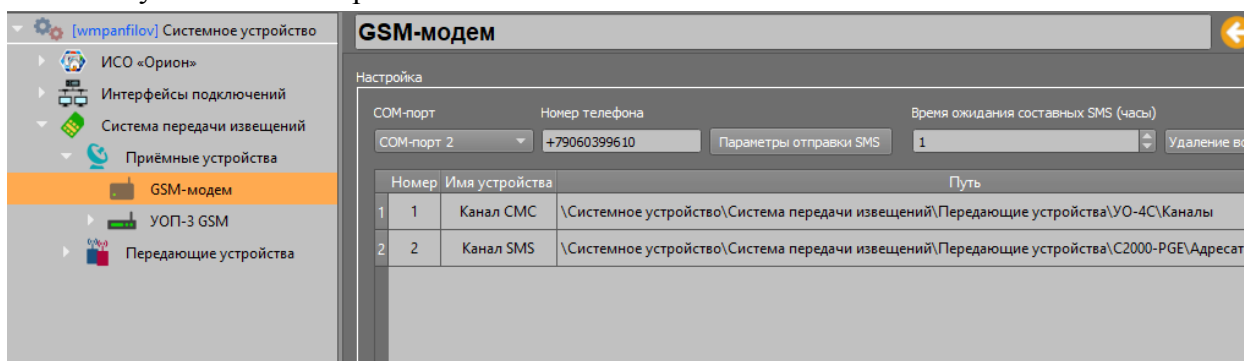 [wmpanfilov] Системное устройство
ИСО «Орион»
Интерфейсы подключений
Система передачи извещений
Приёмные устройства
GSM-модем
УОП-3 GSM
Передающие устройства
GSM-модем
Настройка
COM-порт Номер телефона Время ожидания составных SMS (часы)
COM-порт 2 +79060399610 Параметры отправки SMS 1 Удаление
Номер Имя устройства Путь
1 1 Канал СМС \Системное устройство\Система передачи извещений\Передающие устройства\УО-4С\Каналы
2 2 Канал SMS \Системное устройство\Система передачи извещений\Передающие устройства\С2000-PGE\Адресат